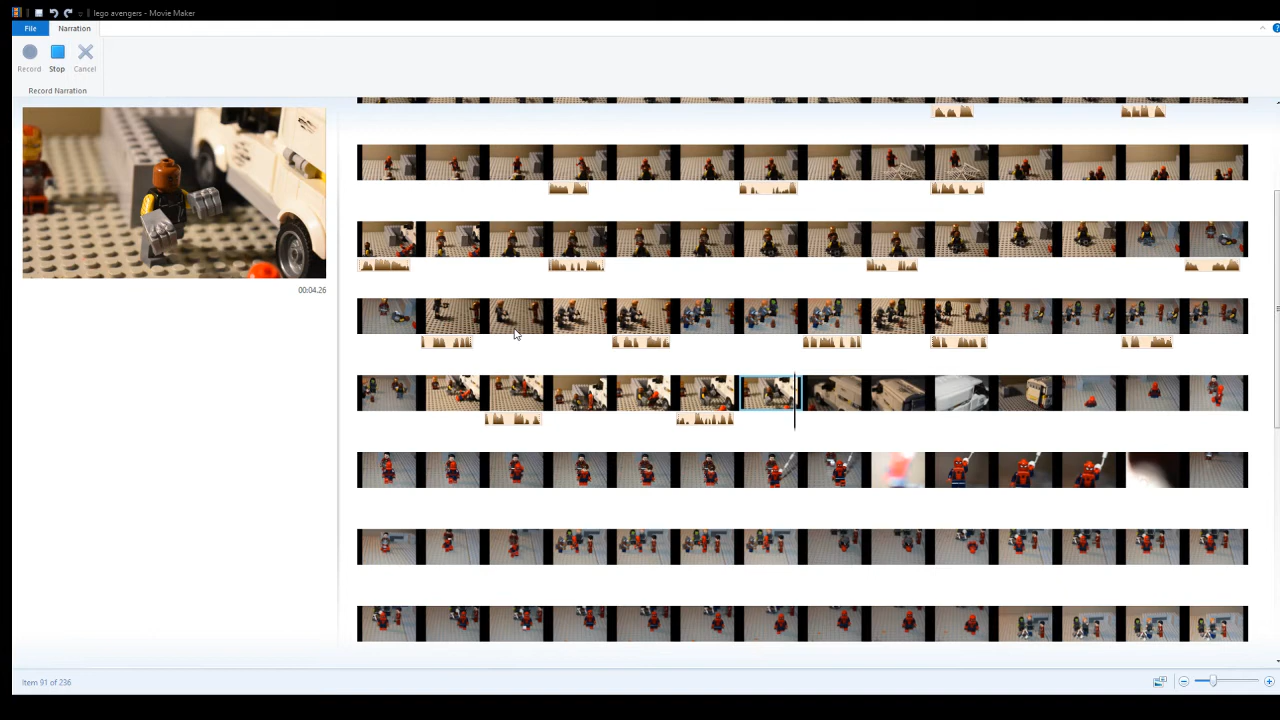 lego avengers - Movie Maker
File Narration
Record Stop Cancel
Record Narration
00:04.26
Item 91 of 236